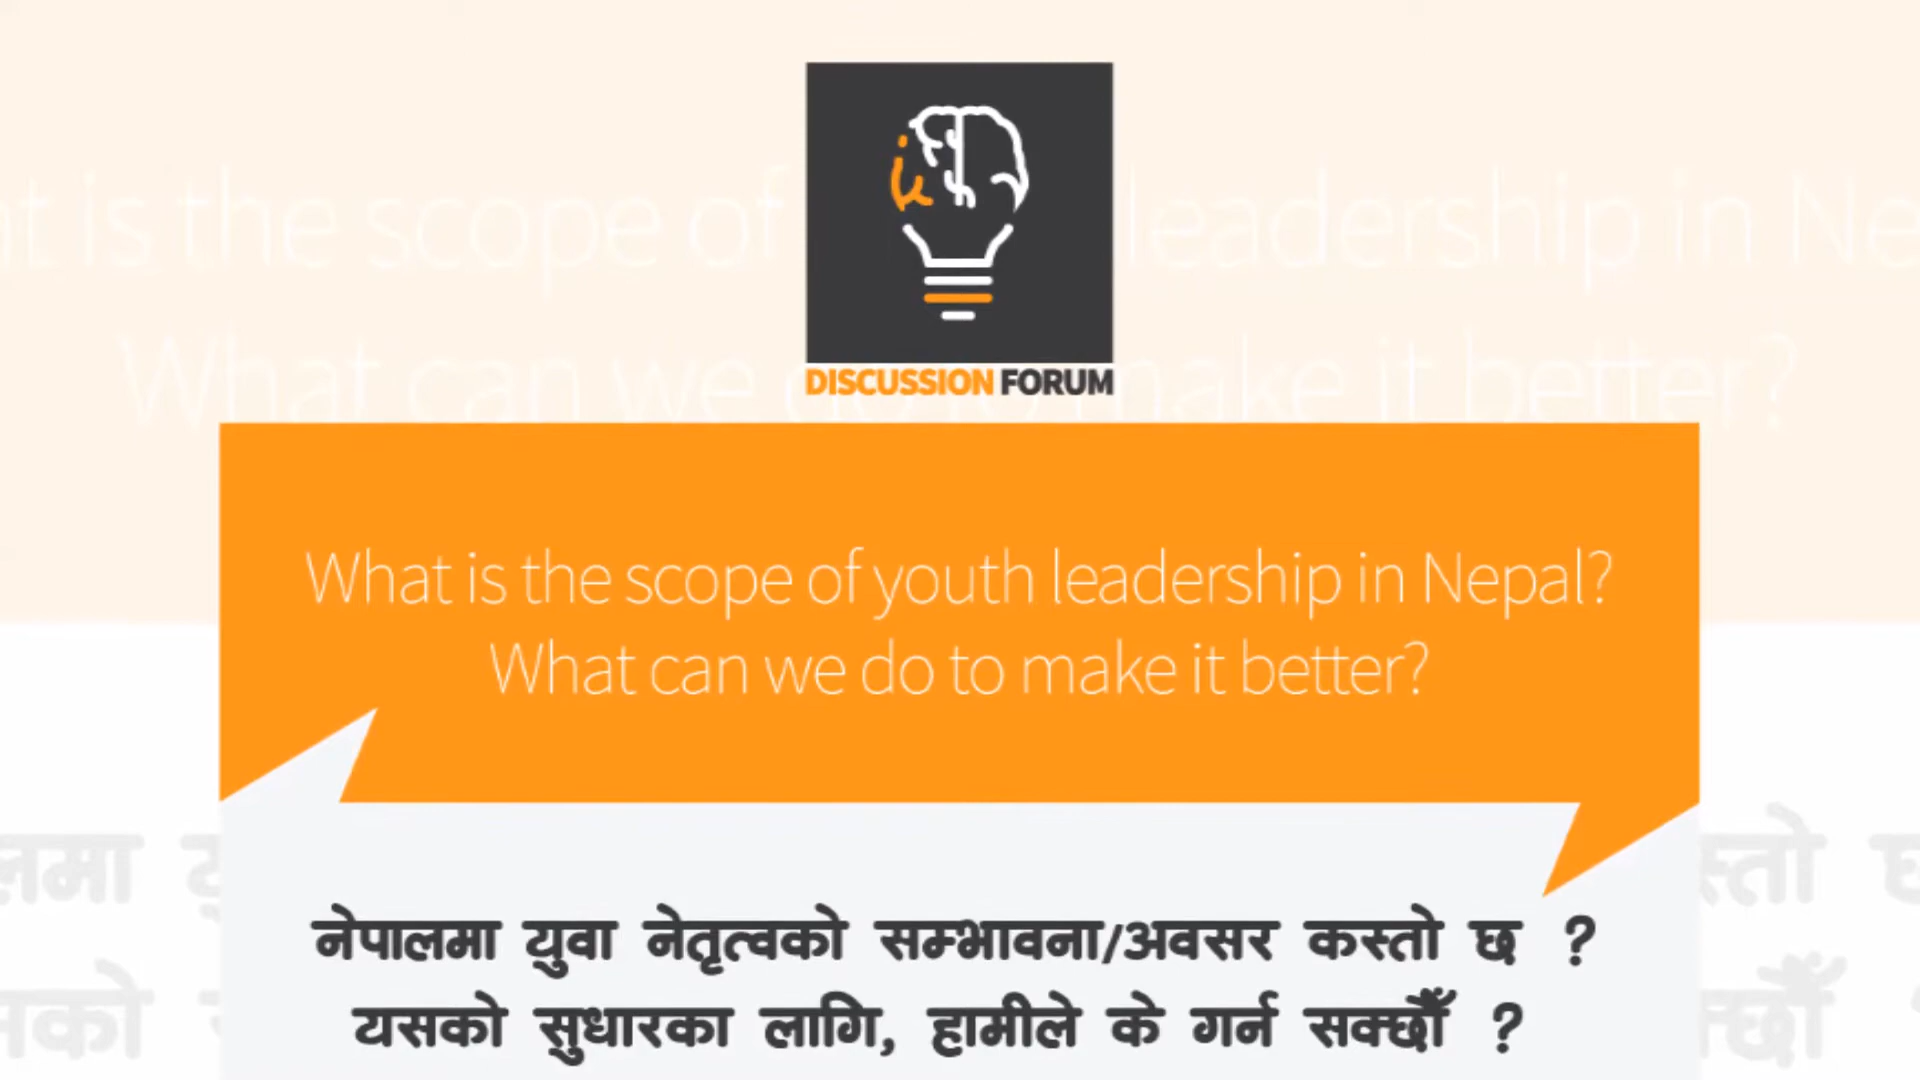 DISCUSSION FORUM
What is the scope of youth leadership in Nepal?
What can we do to make it better?
नेपालमा युवा नेतृत्वको सम्भावना/अवसर कस्तो छ ?
यसको सुधारका लागि, हामीले के गर्न सक्छौँ ?